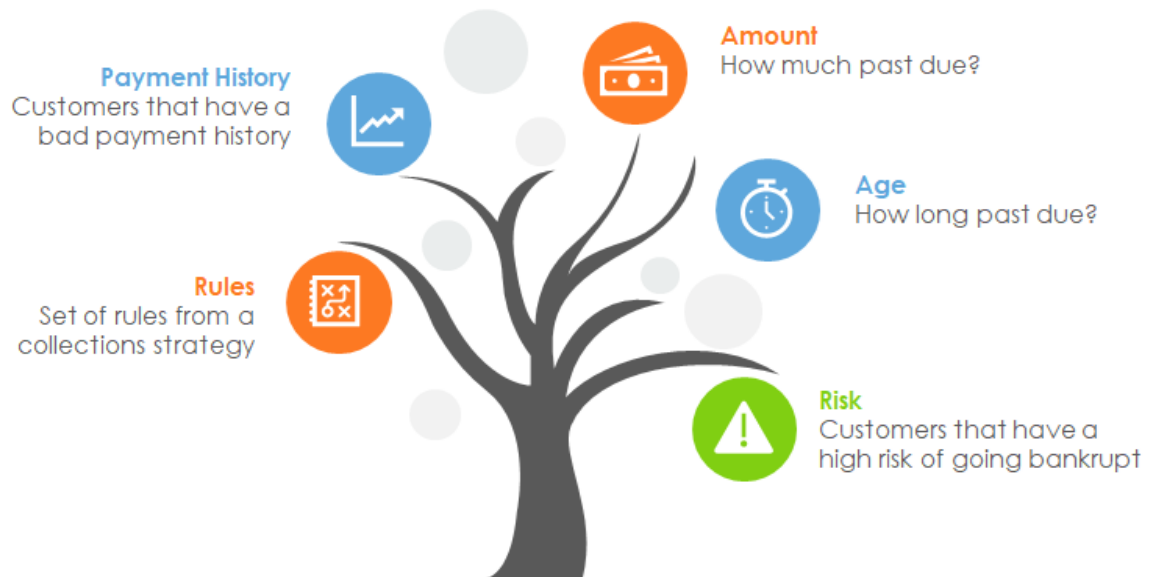 Payment History
Customers that have a
bad payment history
Amount
How much past due?
Age
How long past due?
Rules
Set of rules from a
collections strategy
Risk
Customers that have a
high risk of going bankrupt